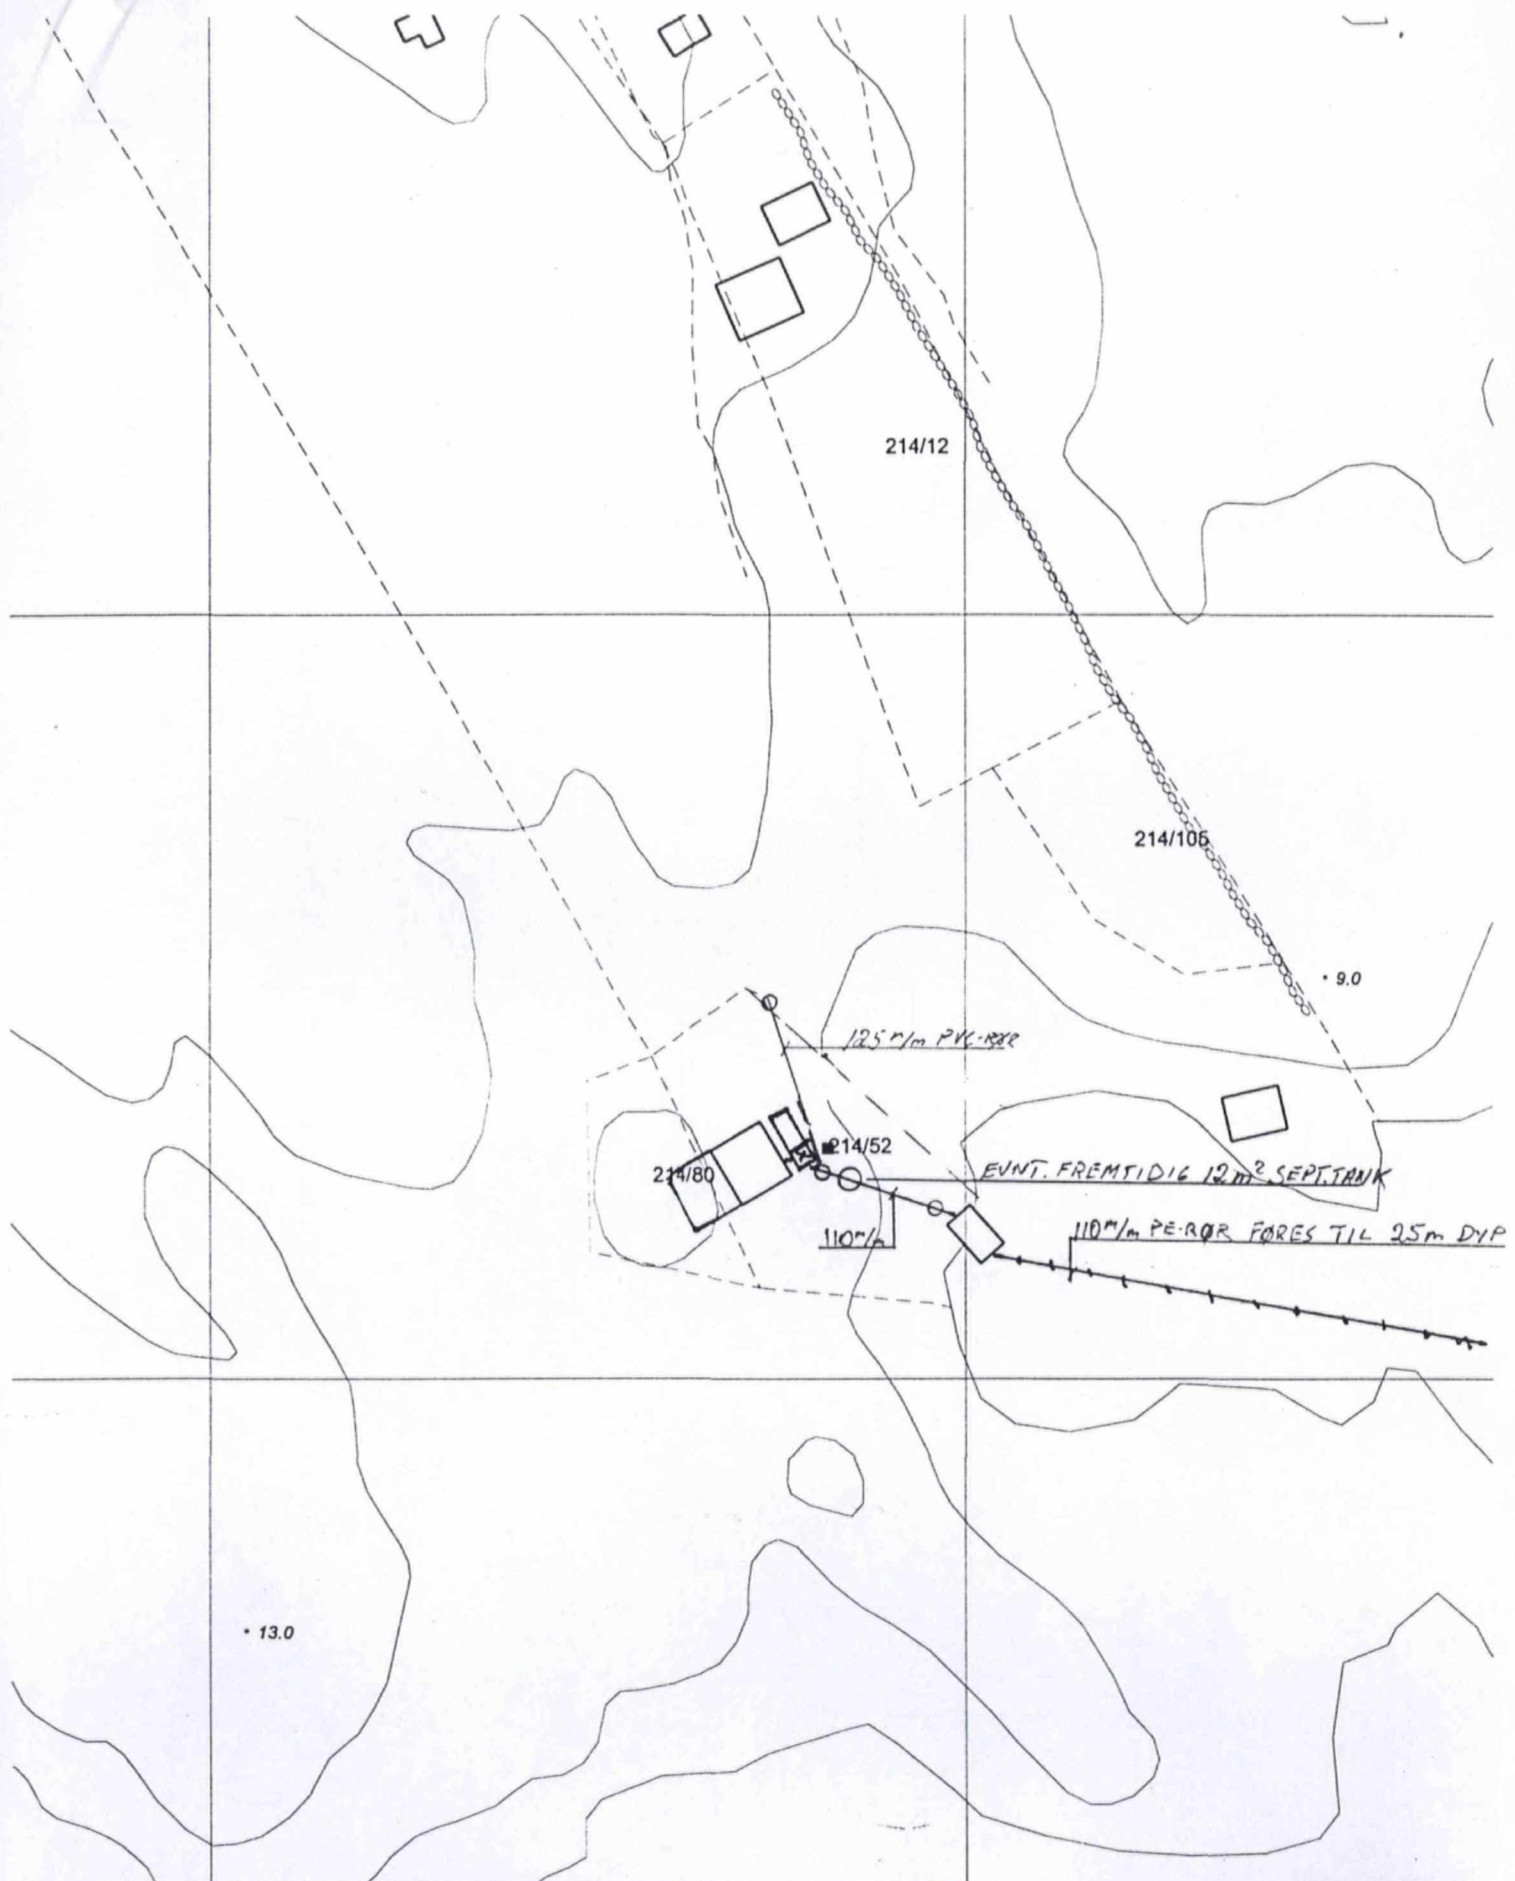 214/12
214/105
9.0
125 m/m PVC-RØR
214/52
214/80
EVNT. FREMTIDIG 12m² SEPT.TANK
110 m/m
110 m/m PE-RØR FØRES TIL 25m DYP
13.0